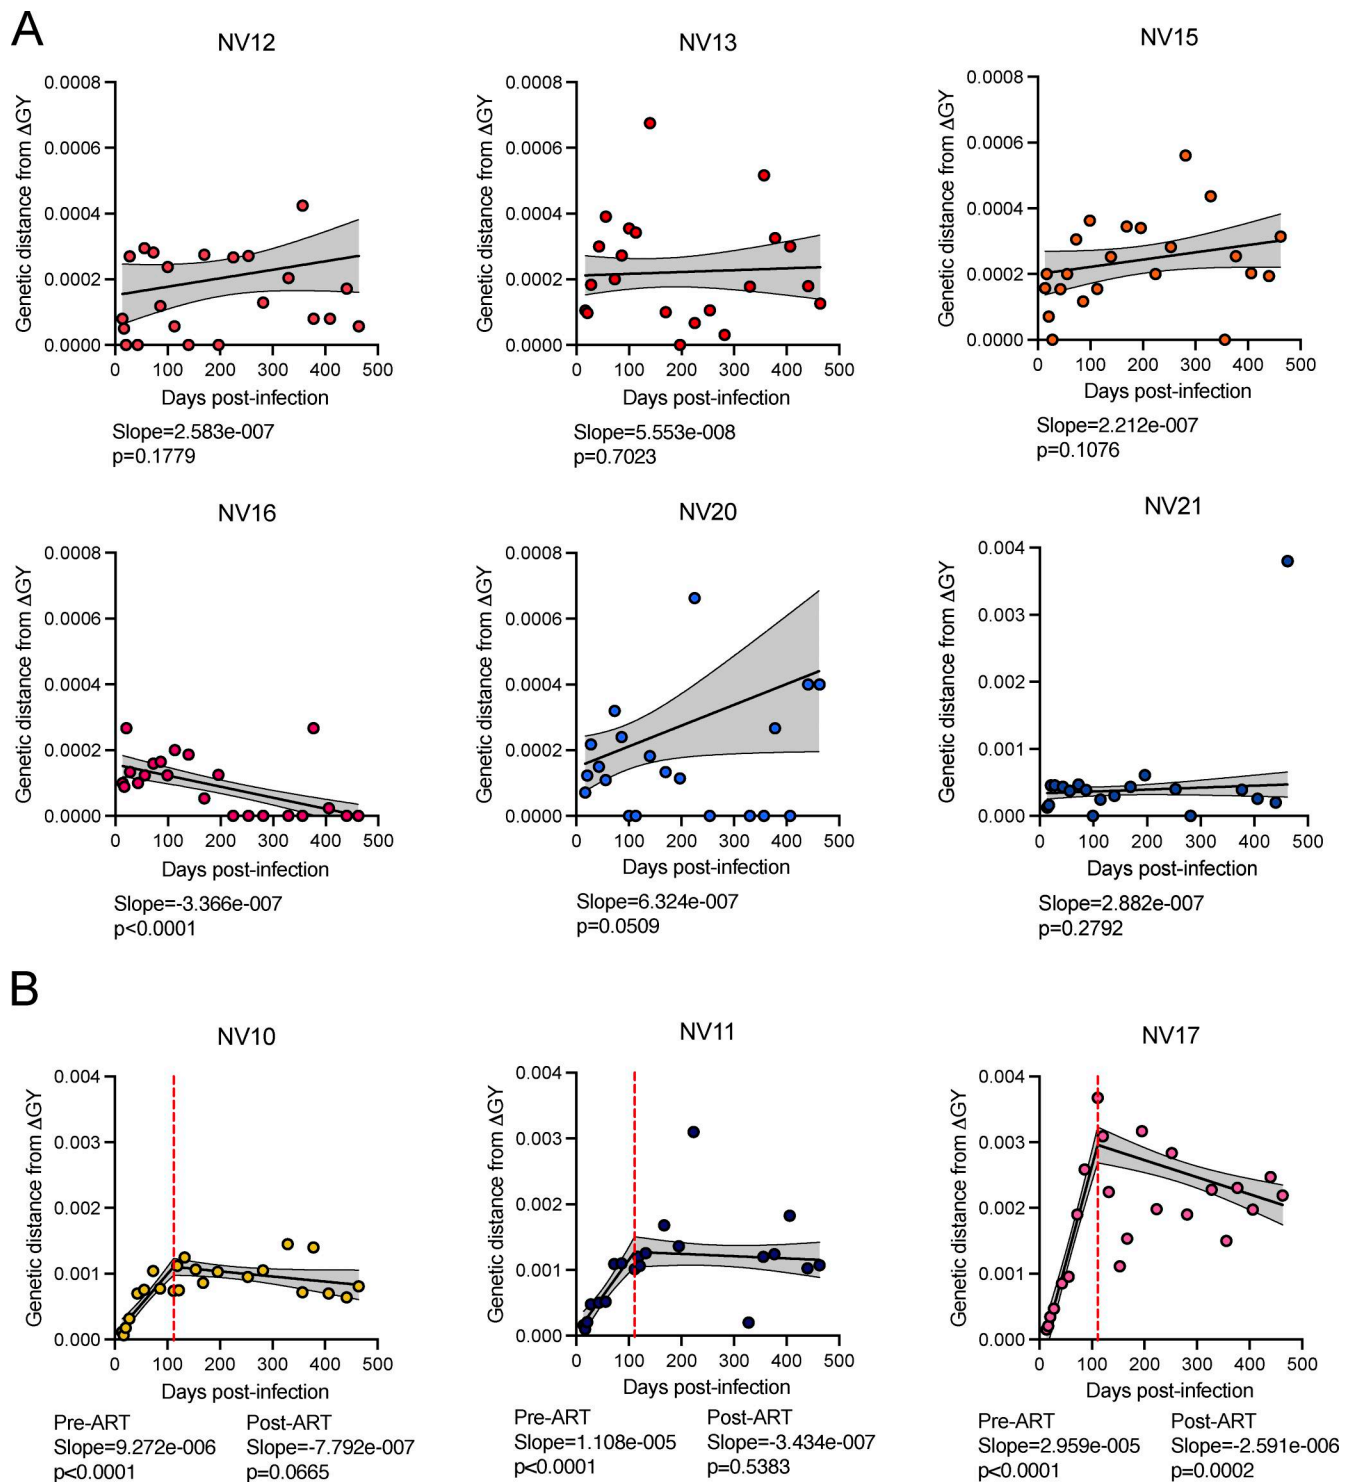 A
NV12
Genetic distance from ΔGY
0.0008
0.0006
0.0004
0.0002
0.0000
0 100 200 300 400 500
Days post-infection
Slope=2.583e-007
p=0.1779
NV13
Genetic distance from ΔGY
0.0008
0.0006
0.0004
0.0002
0.0000
0 100 200 300 400 500
Days post-infection
Slope=5.553e-008
p=0.7023
NV15
Genetic distance from ΔGY
0.0008
0.0006
0.0004
0.0002
0.0000
0 100 200 300 400 500
Days post-infection
Slope=2.212e-007
p=0.1076
NV16
Genetic distance from ΔGY
0.0008
0.0006
0.0004
0.0002
0.0000
0 100 200 300 400 500
Days post-infection
Slope=-3.366e-007
p<0.0001
NV20
Genetic distance from ΔGY
0.0008
0.0006
0.0004
0.0002
0.0000
0 100 200 300 400 500
Days post-infection
Slope=6.324e-007
p=0.0509
NV21
Genetic distance from ΔGY
0.004
0.003
0.002
0.001
0.000
0 100 200 300 400 500
Days post-infection
Slope=2.882e-007
p=0.2792
B
NV10
Genetic distance from ΔGY
0.004
0.003
0.002
0.001
0.000
0 100 200 300 400 500
Days post-infection
Pre-ART
Slope=9.272e-006
p<0.0001
Post-ART
Slope=-7.792e-007
p=0.0665
NV11
Genetic distance from ΔGY
0.004
0.003
0.002
0.001
0.000
0 100 200 300 400 500
Days post-infection
Pre-ART
Slope=1.108e-005
p<0.0001
Post-ART
Slope=-3.434e-007
p=0.5383
NV17
Genetic distance from ΔGY
0.004
0.003
0.002
0.001
0.000
0 100 200 300 400 500
Days post-infection
Pre-ART
Slope=2.959e-005
p<0.0001
Post-ART
Slope=-2.591e-006
p=0.0002